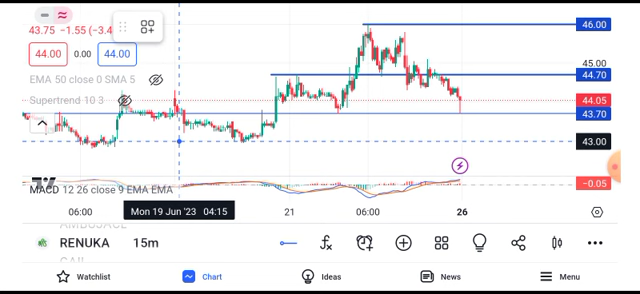 46.00
43.75 −1.55 (−3.4
44.00 0.00 44.00
45.00
44.70
EMA 50 close 0 SMA 5
Supertrend 10 3
44.05
43.70
43.00
MACD 12 26 close 9 EMA EMA
−0.05
06:00 Mon 19 Jun '23 04:15 21 06:00 26
RENUKA 15m
Watchlist Chart Ideas News Menu